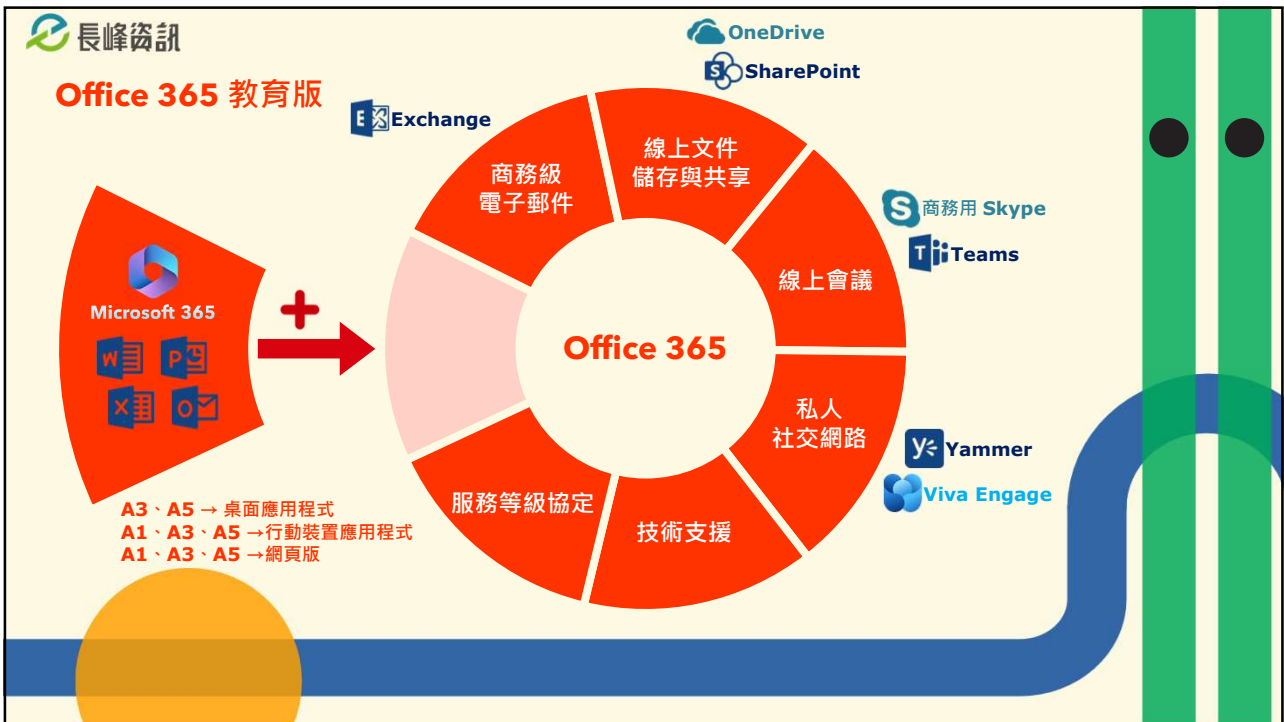 長峰資訊
Office 365 教育版
OneDrive
SharePoint
Exchange
商務級
電子郵件
線上文件
儲存與共享
商務用 Skype
Teams
線上會議
Microsoft 365
W
P
X
O
Office 365
私人
社交網路
Yammer
Viva Engage
服務等級協定
技術支援
A3、A5 → 桌面應用程式
A1、A3、A5 →行動裝置應用程式
A1、A3、A5 →網頁版